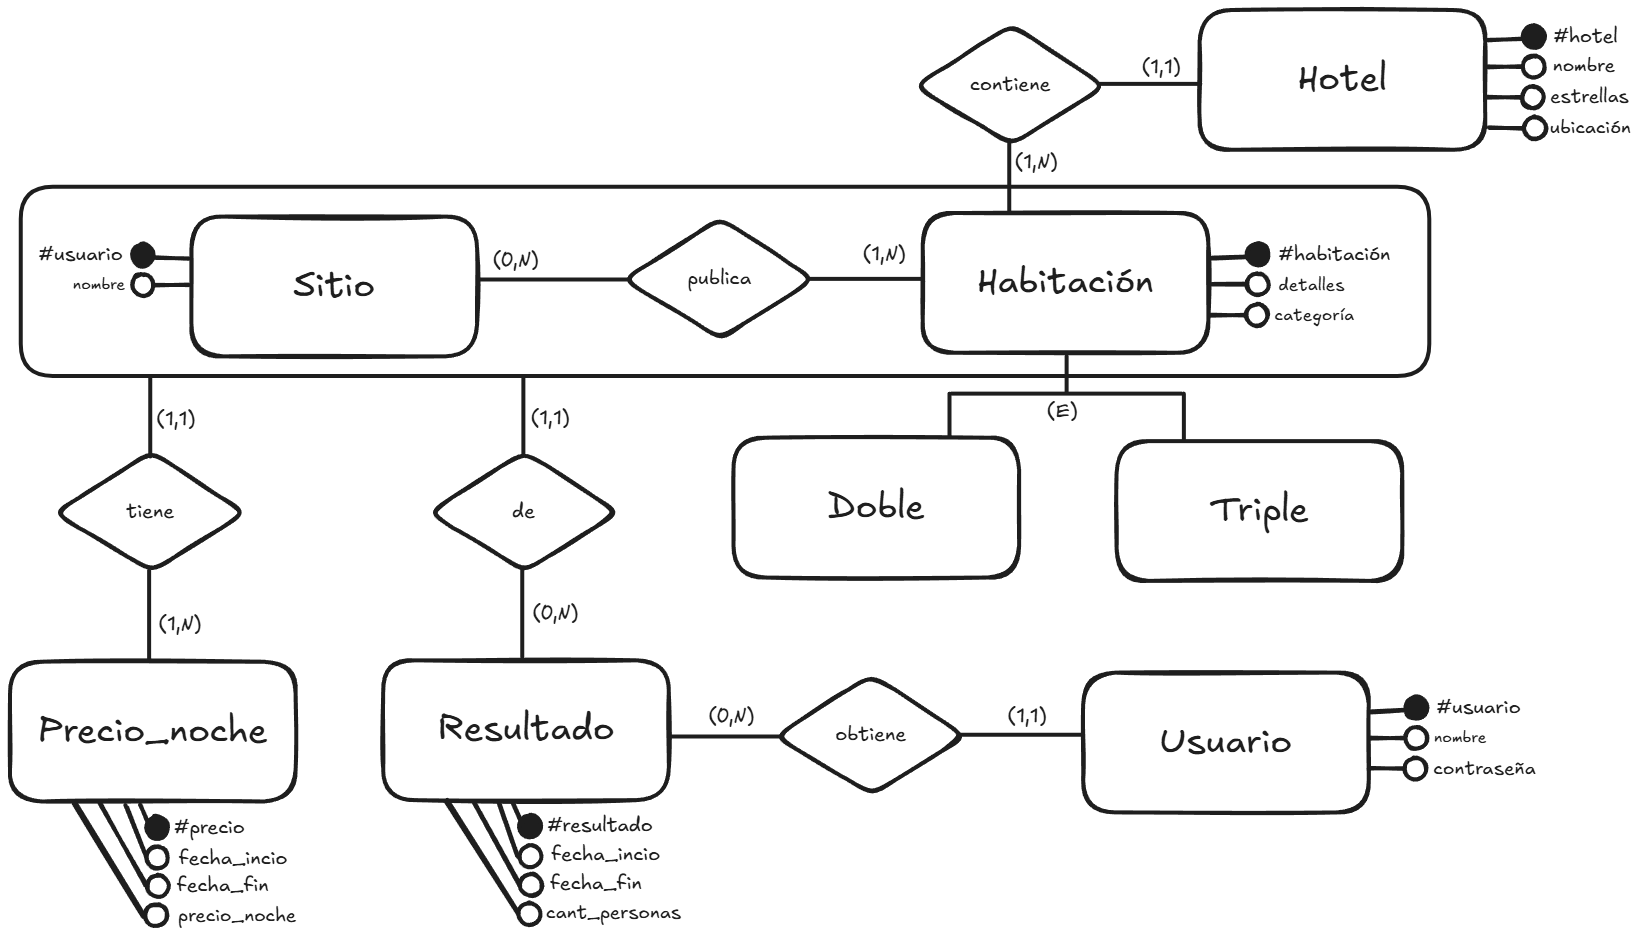 #hotel
nombre
estrellas
ubicación
Hotel
(1,1)
contiene
(1,N)
#usuario
nombre
Sitio
(0,N)
publica
(1,N)
Habitación
#habitación
detalles
categoría
(1,1)
(1,1)
(E)
tiene
de
Doble
Triple
(1,N)
(0,N)
Precio_noche
Resultado
(0,N)
obtiene
(1,1)
Usuario
#usuario
nombre
contraseña
#precio
fecha_incio
fecha_fin
precio_noche
#resultado
fecha_incio
fecha_fin
cant_personas